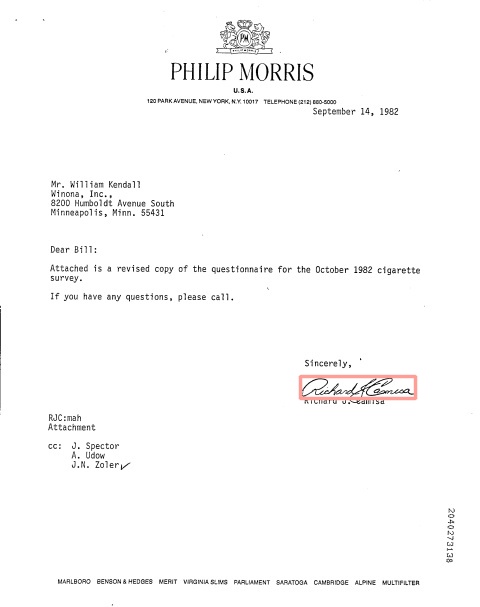 PM
PHILIP MORRIS
U.S.A.
120 PARK AVENUE, NEW YORK, N.Y. 10017 TELEPHONE (212) 880-5000
September 14, 1982
Mr. William Kendall
Winona, Inc.,
8200 Humboldt Avenue South
Minneapolis, Minn. 55431
Dear Bill:
Attached is a revised copy of the questionnaire for the October 1982 cigarette
survey.
If you have any questions, please call.
Sincerely,
Richard J. Camisa
Richard J. Camisa
RJC:mah
Attachment
cc: J. Spector
A. Udow
J.N. Zoler
2040273138
MARLBORO BENSON & HEDGES MERIT VIRGINIA SLIMS PARLIAMENT SARATOGA CAMBRIDGE ALPINE MULTIFILTER